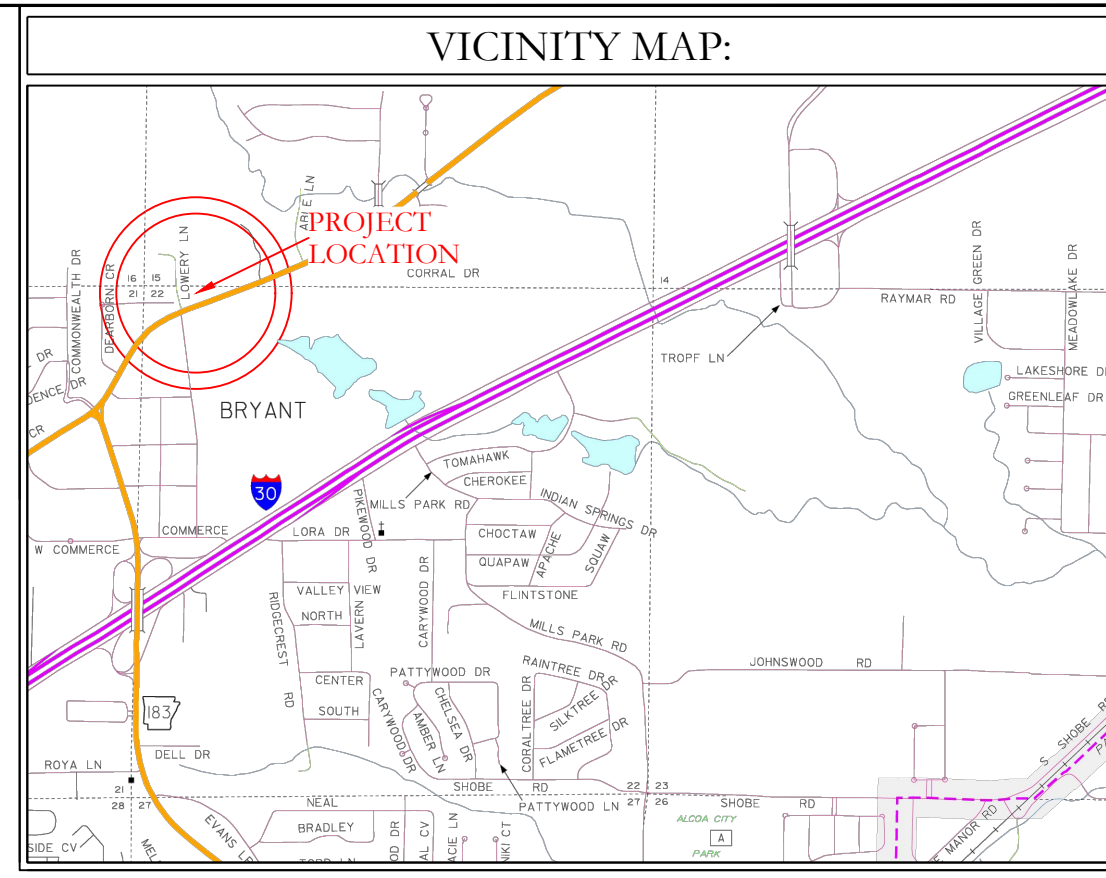 VICINITY MAP:
PROJECT
LOCATION
LOWERY LN
COMMONWEALTH DR
DEARBORN CR
16 15
21 22
CORRAL DR
14
RAYMAR RD
VILLAGE GREEN DR
MEADOWLAKE DR
TROPF LN
LAKESHORE
GREENLEAF DR
DR
CR
BRYANT
30
TOMAHAWK
CHEROKEE
MILLS PARK RD
INDIAN SPRINGS DR
PIKEWOOD DR
COMMERCE
W COMMERCE
LORA DR
CHOCTAW
APACHE
SQUAW
QUAPAW
FLINTSTONE
VALLEY VIEW
NORTH
LAVERN
CARYWOOD DR
RIDGECREST RD
MILLS PARK RD
CENTER
SOUTH
PATTYWOOD DR
CARYWOOD DR
AMBER LN
CHELSEA DR
RAINTREE DR
DR
CORALTREE DR
SILKTREE
FLAMETREE DR
JOHNSWOOD RD
183
DELL DR
ROYA LN
21
28 27
SHOBE RD
PATTYWOOD LN
22 23
27 26
SHOBE RD
S SHOBE
NEAL
BRADLEY
EVANS
SIDE CV
ALCOA CITY
A
PARK
MANOR RD
NIKI CT